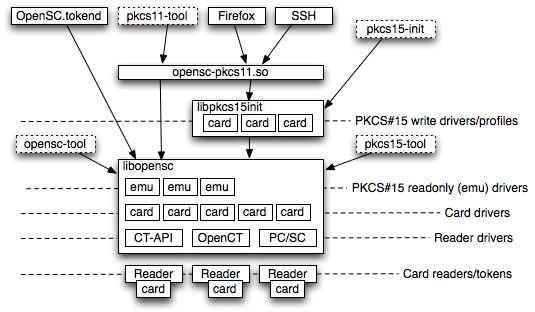 OpenSC.tokend
pkcs11-tool
Firefox
SSH
pkcs15-init
opensc-pkcs11.so
libpkcs15init
card card card
PKCS#15 write drivers/profiles
opensc-tool
pkcs15-tool
libopensc
emu emu emu
PKCS#15 readonly (emu) drivers
card card card card card
Card drivers
CT-API OpenCT PC/SC
Reader drivers
Reader Reader Reader
Card readers/tokens
card card card